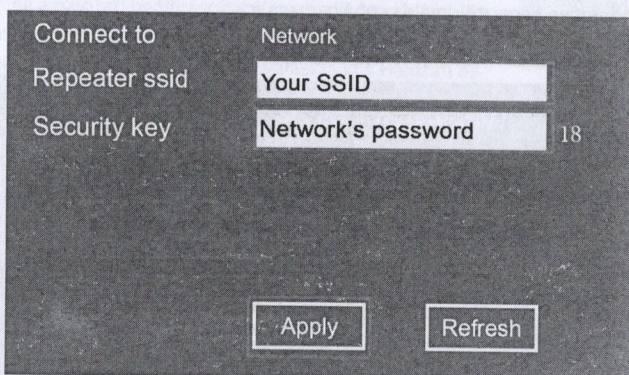 Connect to Network
Repeater ssid Your SSID
Security key Network's password 18
Apply Refresh